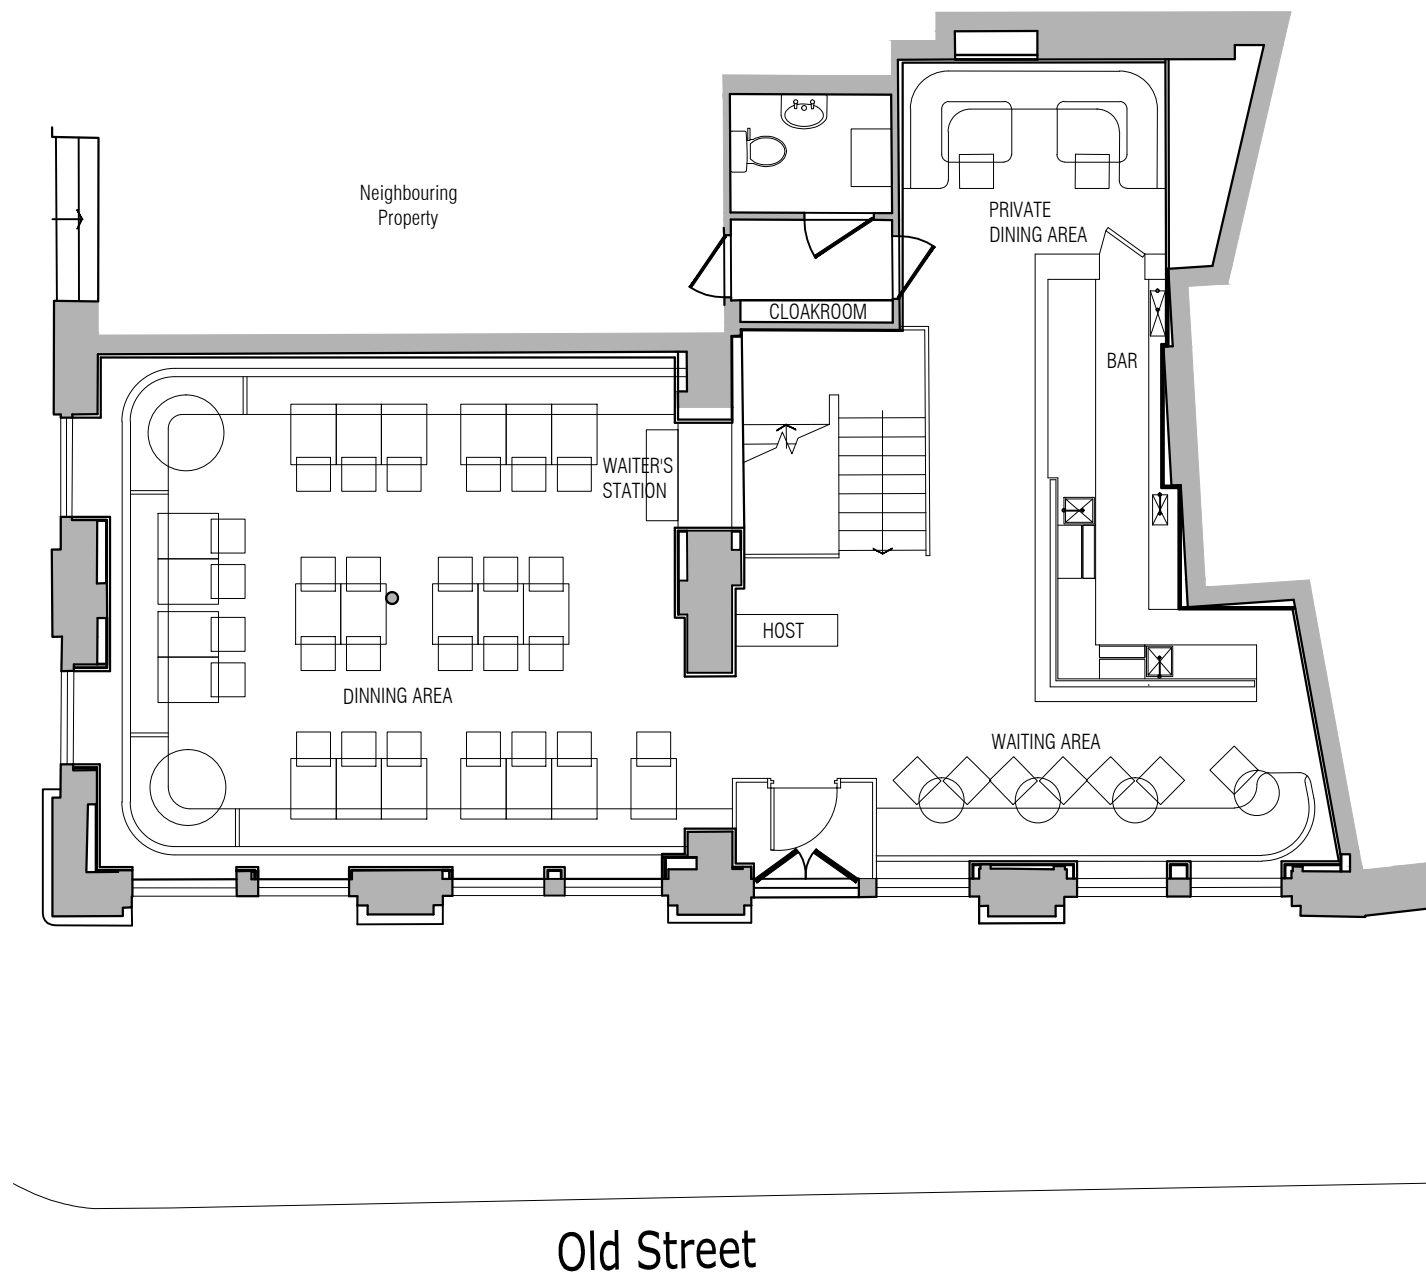 Neighbouring
Property
PRIVATE
DINING AREA
CLOAKROOM
BAR
WAITER'S
STATION
HOST
DINNING AREA
WAITING AREA
Old Street